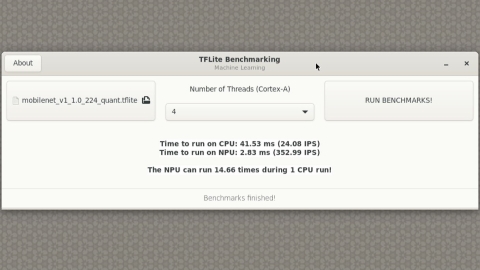 About
TFLite Benchmarking
Machine Learning
mobilenet_v1_1.0_224_quant.tflite
Number of Threads (Cortex-A)
4
RUN BENCHMARKS!
Time to run on CPU: 41.53 ms (24.08 IPS)
Time to run on NPU: 2.83 ms (352.99 IPS)
The NPU can run 14.66 times during 1 CPU run!
Benchmarks finished!